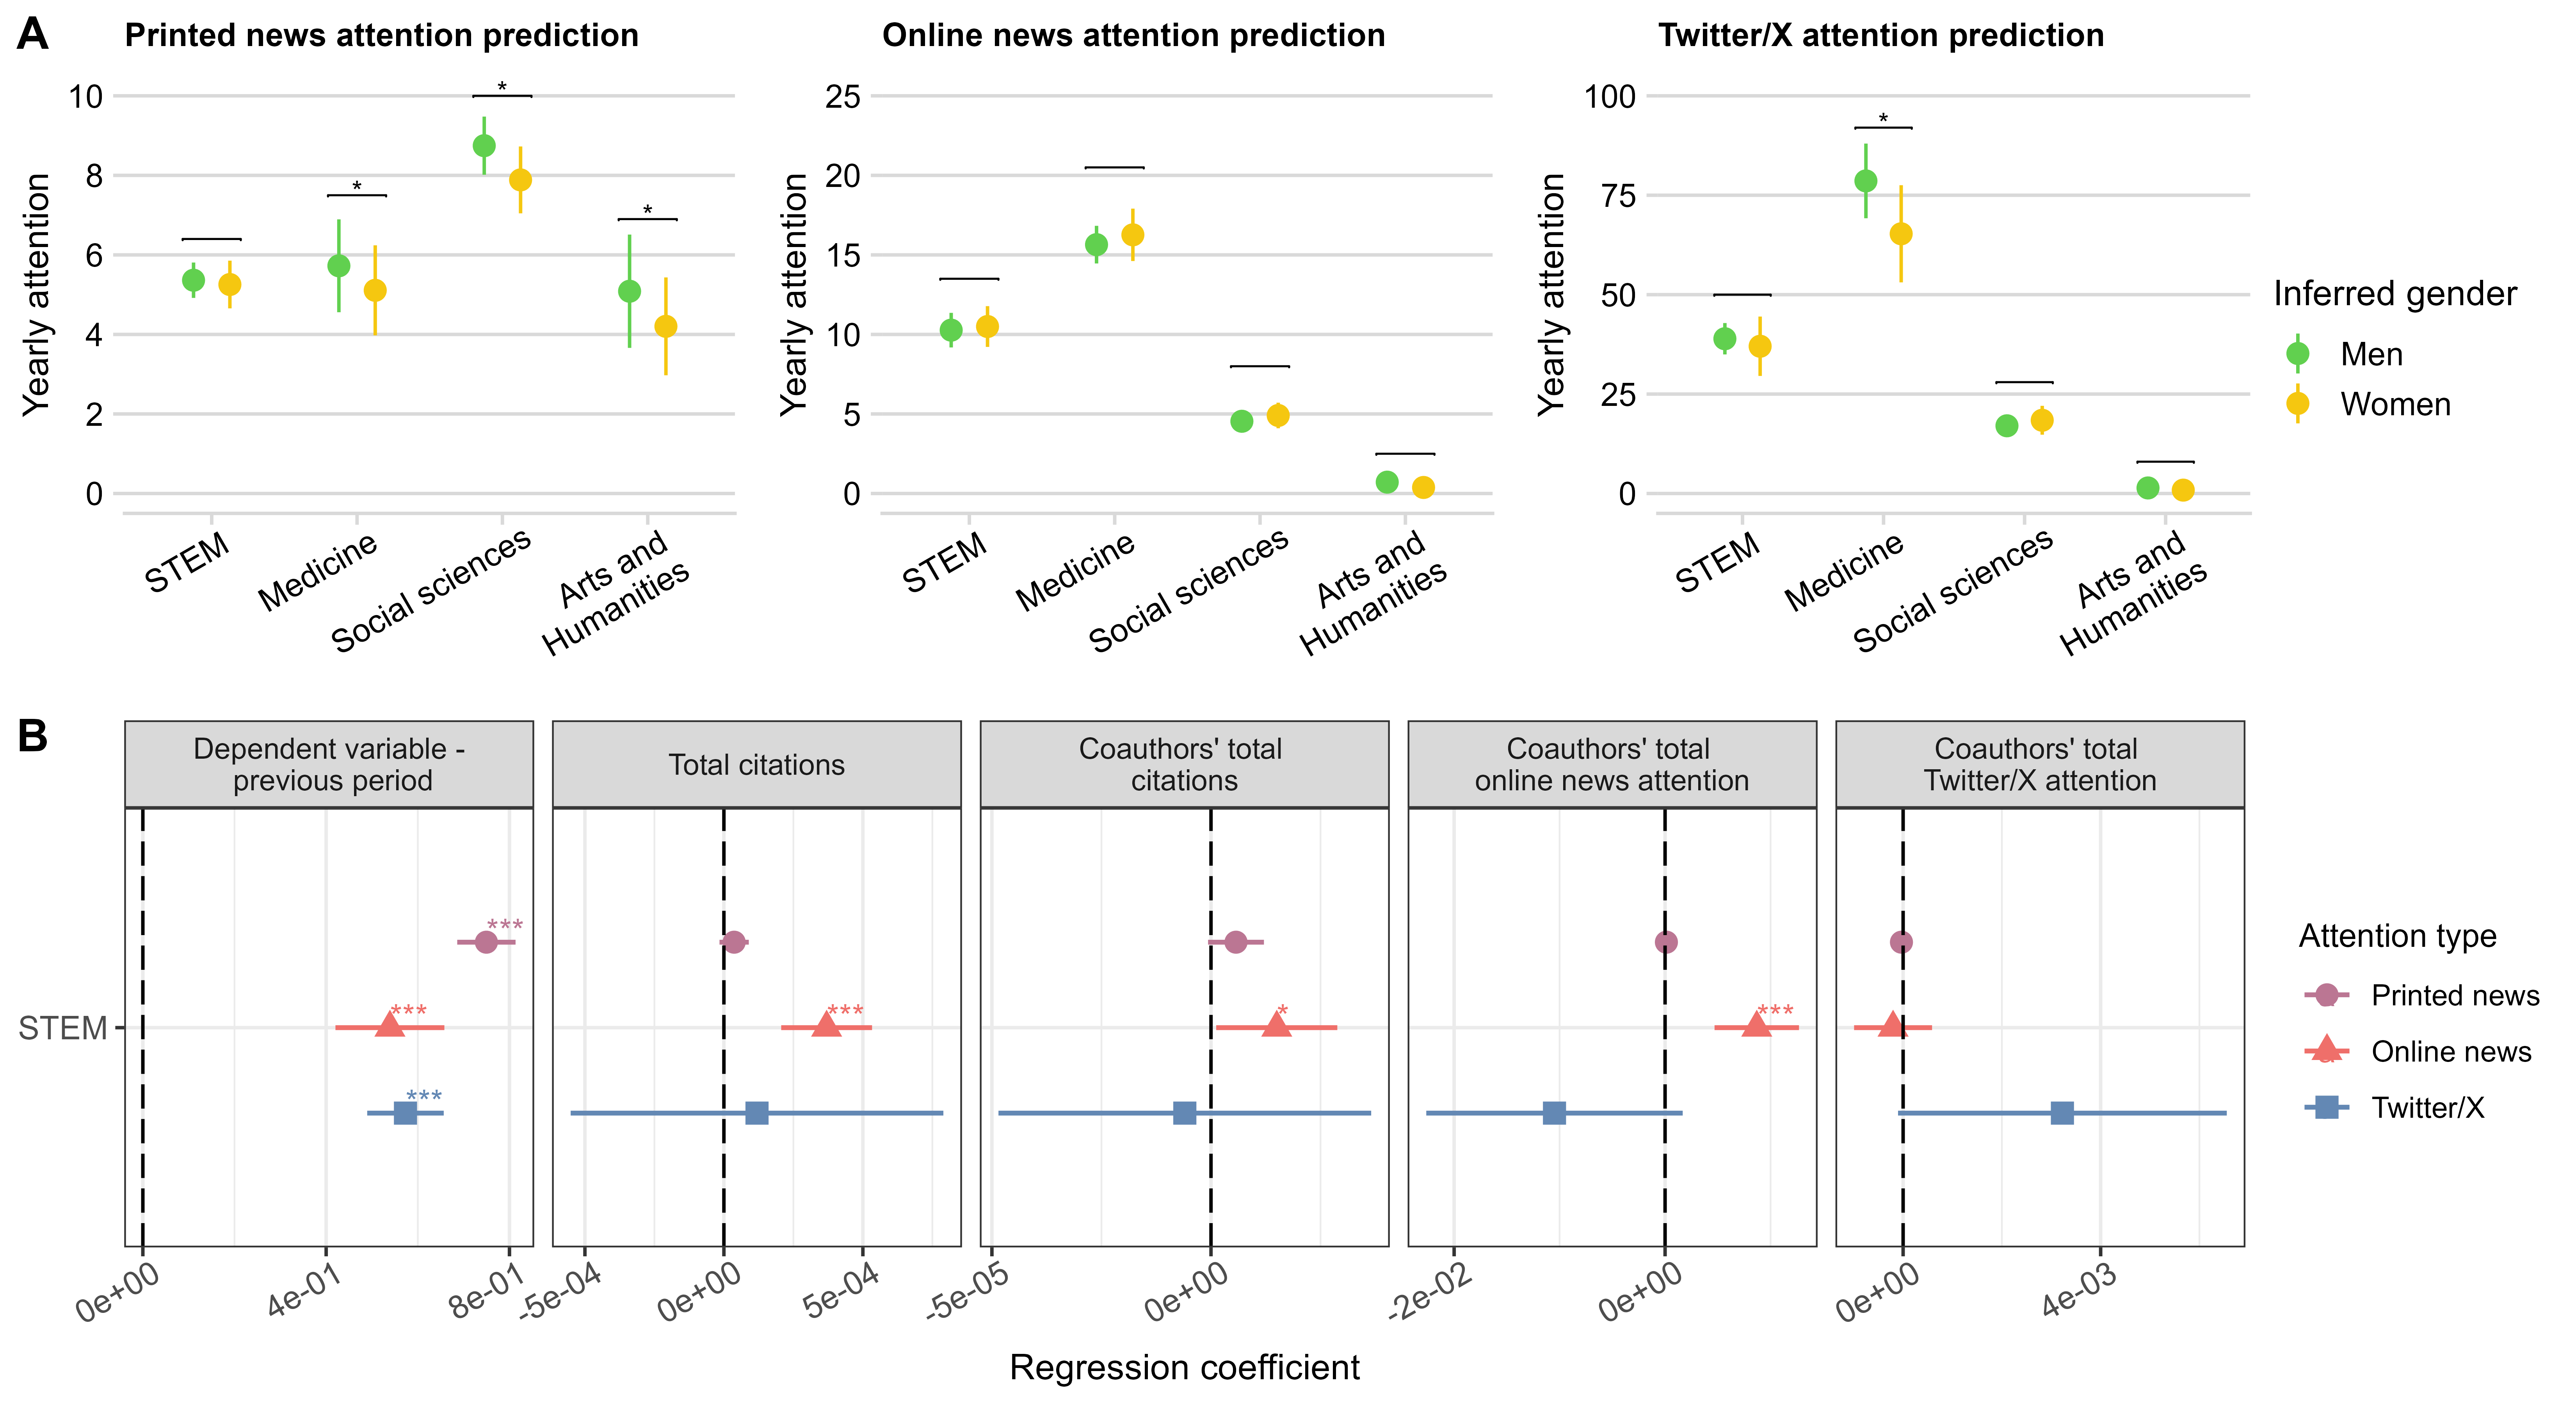 A
Printed news attention prediction
Online news attention prediction
Twitter/X attention prediction
Yearly attention
10
8
6
4
2
0
*
*
*
STEM
Medicine
Social sciences
Arts and
Humanities
Yearly attention
25
20
15
10
5
0
STEM
Medicine
Social sciences
Arts and
Humanities
Yearly attention
100
75
50
25
0
*
STEM
Medicine
Social sciences
Arts and
Humanities
Inferred gender
Men
Women
B
Dependent variable -
previous period
Total citations
Coauthors' total
citations
Coauthors' total
online news attention
Coauthors' total
Twitter/X attention
STEM
***
***
***
***
*
***
0e+00
4e-01
8e-01
-5e-04
0e+00
5e-04
-5e-05
0e+00
-2e-02
0e+00
0e+00
4e-03
Regression coefficient
Attention type
Printed news
Online news
Twitter/X